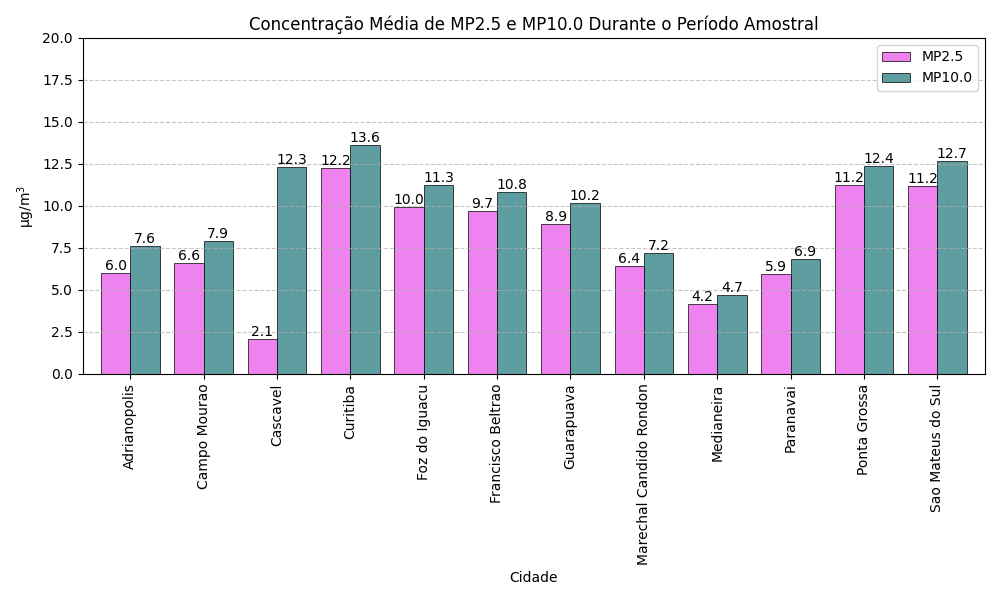 Concentração Média de MP2.5 e MP10.0 Durante o Período Amostral
µg/m³
20.0
17.5
15.0
12.5
10.0
7.5
5.0
2.5
0.0
MP2.5
MP10.0
6.0 7.6
6.6 7.9
2.1 12.3
12.2 13.6
10.0 11.3
9.7 10.8
8.9 10.2
6.4 7.2
4.2 4.7
5.9 6.9
11.2 12.4
11.2 12.7
Adrianopolis
Campo Mourao
Cascavel
Curitiba
Foz do Iguacu
Francisco Beltrao
Guarapuava
Marechal Candido Rondon
Medianeira
Paranavai
Ponta Grossa
Sao Mateus do Sul
Cidade